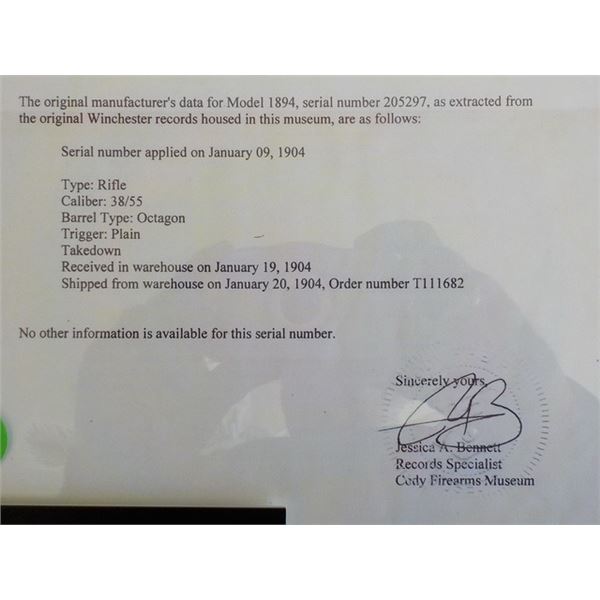 The original manufacturer's data for Model 1894, serial number 205297, as extracted from
the original Winchester records housed in this museum, are as follows:
Serial number applied on January 09, 1904
Type: Rifle
Caliber: 38/55
Barrel Type: Octagon
Trigger: Plain
Takedown
Received in warehouse on January 19, 1904
Shipped from warehouse on January 20, 1904, Order number T111682
No other information is available for this serial number.
Sincerely yours,
Jessica A. Bennett
Records Specialist
Cody Firearms Museum